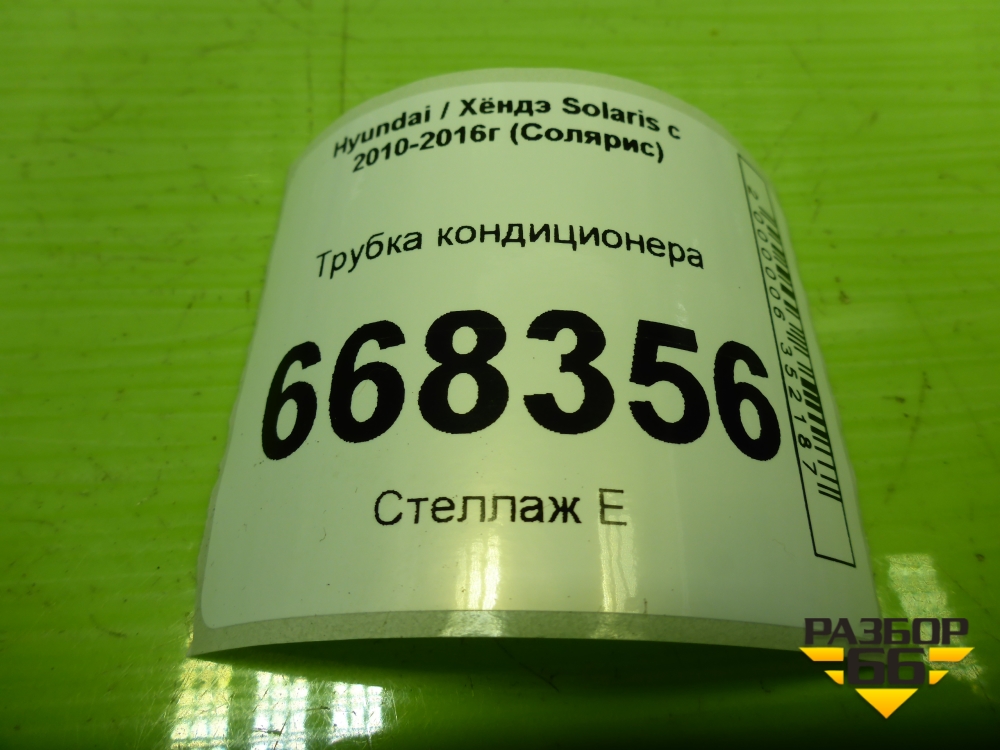 Hyundai / Хёндэ Solaris с
2010-2016г (Солярис)
Трубка кондиционера
668356
Стеллаж Е
2000006352187
РАЗБОР
66